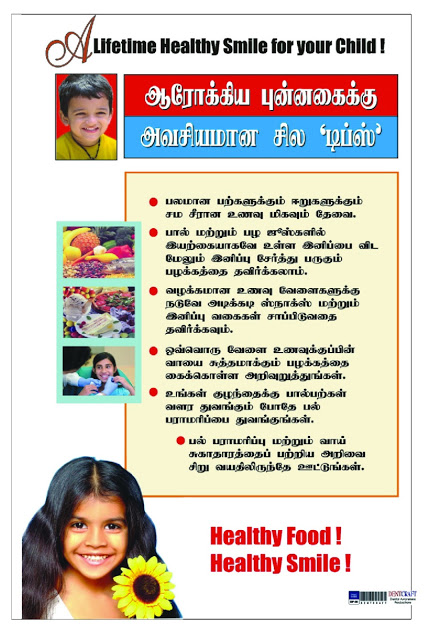 A Lifetime Healthy Smile for your Child !
ஆரோக்கிய புன்னகைக்கு
அவசியமான சில ‘டிப்ஸ்’
● பலமான பற்களுக்கும் ஈறுகளுக்கும்
சம சீரான உணவு மிகவும் தேவை.
● பால் மற்றும் பழ ஜூஸ்களில்
இயற்கையாகவே உள்ள இனிப்பை விட
மேலும் இனிப்பு சேர்த்து பருகும்
பழக்கத்தை தவிர்க்கலாம்.
● வழக்கமான உணவு வேளைகளுக்கு
நடுவே அடிக்கடி ஸ்நாக்ஸ் மற்றும்
இனிப்பு வகைகள் சாப்பிடுவதை
தவிர்க்கவும்.
● ஒவ்வொரு வேளை உணவுக்குப்பின்
வாயை சுத்தமாக்கும் பழக்கத்தை
கைக்கொள்ள அறிவுறுத்துங்கள்.
● உங்கள் குழந்தைக்கு பால்பற்கள்
வளர துவங்கும் போதே பல்
பராமரிப்பை துவங்குங்கள்.
● பல் பராமரிப்பு மற்றும் வாய்
சுகாதாரத்தைப் பற்றிய அறிவை
சிறு வயதிலிருந்தே ஊட்டுங்கள்.
Healthy Food !
Healthy Smile !
DENTCRAFT